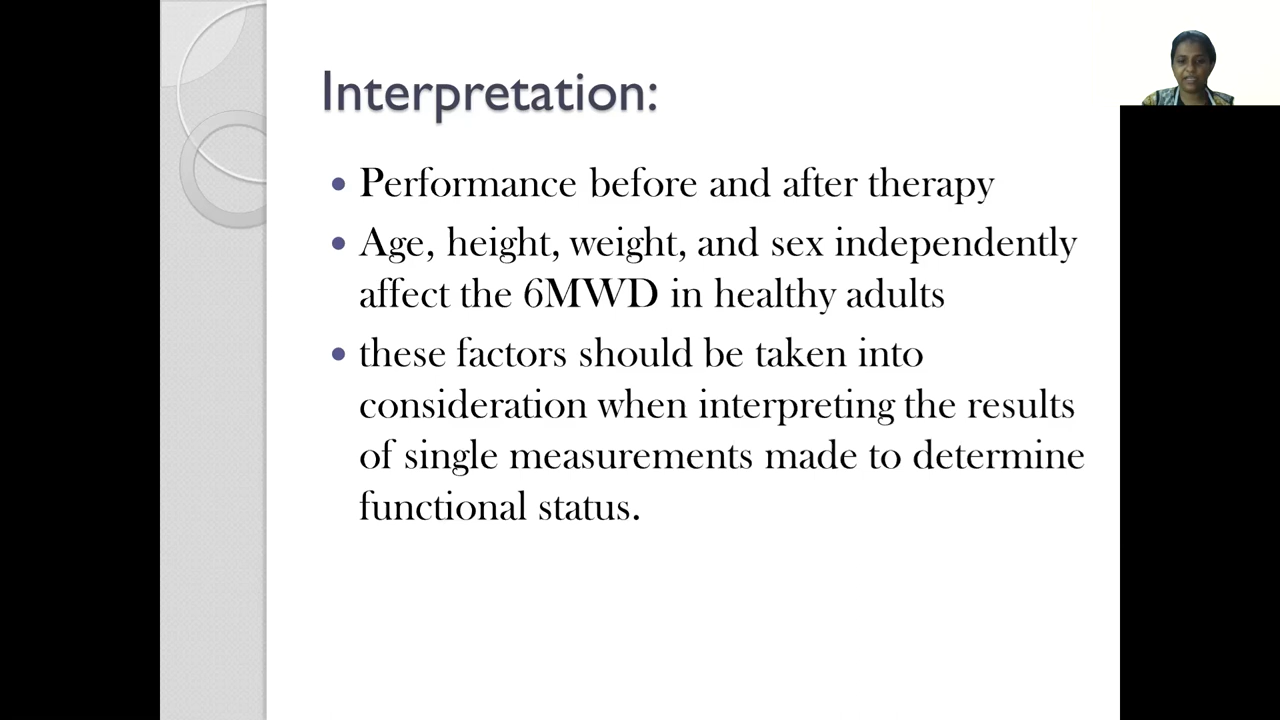 Interpretation:
Performance before and after therapy
Age, height, weight, and sex independently
affect the 6MWD in healthy adults
these factors should be taken into
consideration when interpreting the results
of single measurements made to determine
functional status.